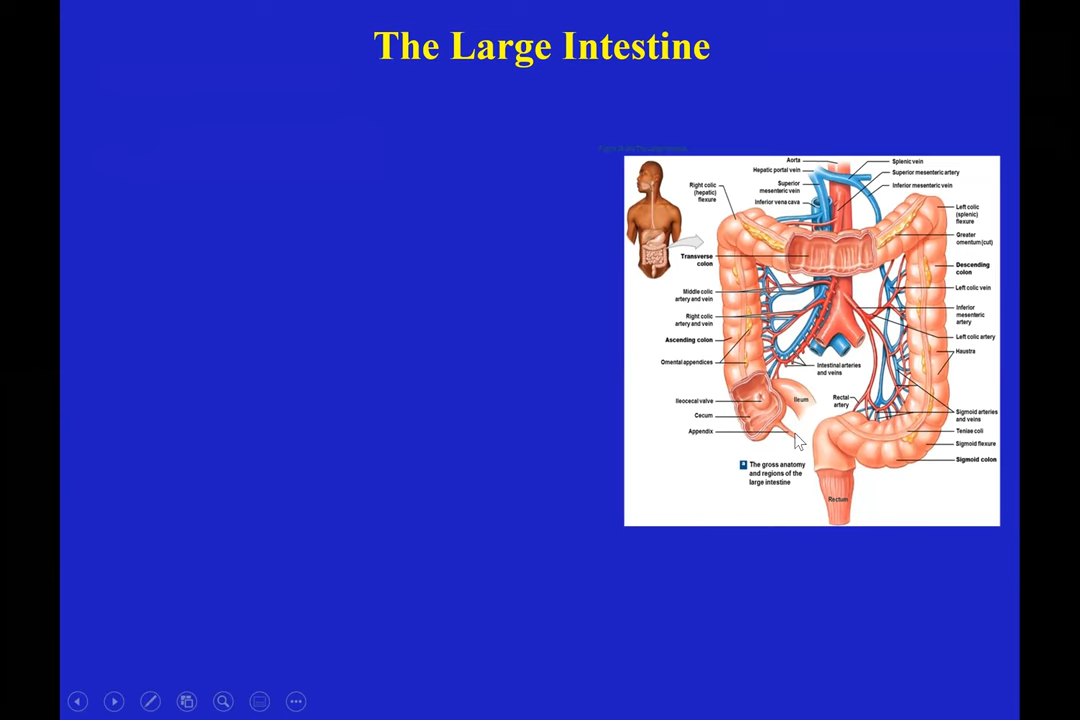 The Large Intestine
Aorta
Hepatic portal vein
Superior
mesenteric vein
Inferior vena cava
Right colic
(hepatic)
flexure
Splenic vein
Superior mesenteric artery
Inferior mesenteric vein
Left colic
(splenic)
flexure
Greater
omentum (cut)
Transverse
colon
Descending
colon
Middle colic
artery and vein
Left colic vein
Right colic
artery and vein
Inferior
mesenteric
artery
Ascending colon
Left colic artery
Omental appendices
Haustra
Intestinal arteries
and veins
Ileocecal valve
Ileum
Rectal
artery
Cecum
Sigmoid arteries
and veins
Appendix
Teniae coli
Sigmoid flexure
Sigmoid colon
a The gross anatomy
and regions of the
large intestine
Rectum